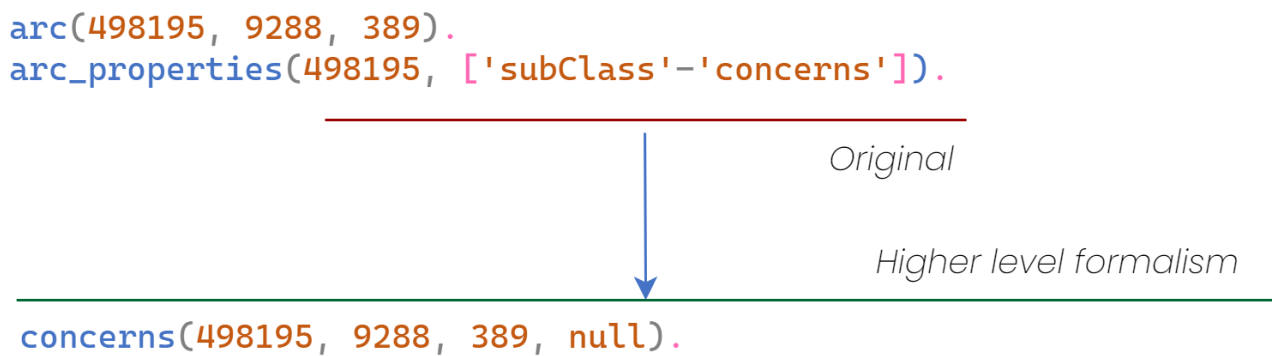 arc(498195, 9288, 389).
arc_properties(498195, ['subClass'-'concerns']).
Original
Higher level formalism
concerns(498195, 9288, 389, null).